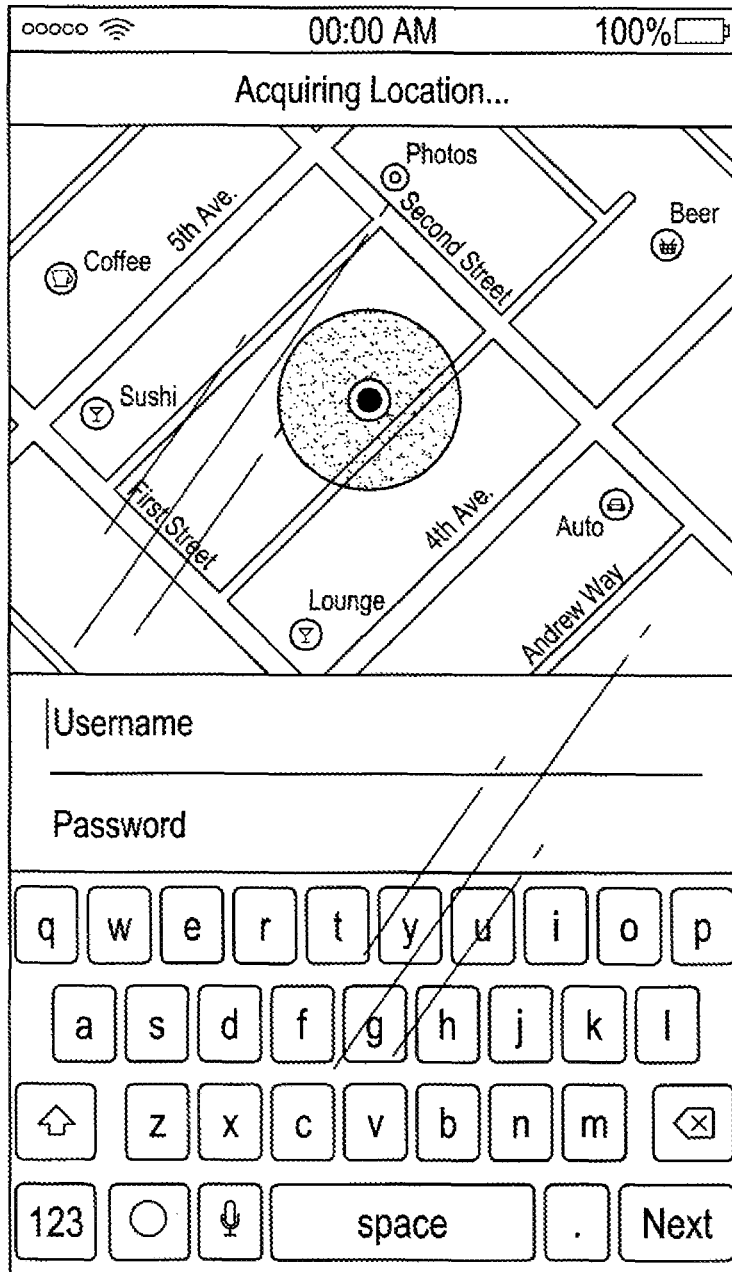 00:00 AM 100%
Acquiring Location...
Photos
5th Ave.
Second Street
Beer
Coffee
Sushi
First Street
4th Ave.
Auto
Lounge
Andrew Way
Username
Password
q w e r t y u i o p
a s d f g h j k l
z x c v b n m
123 space . Next